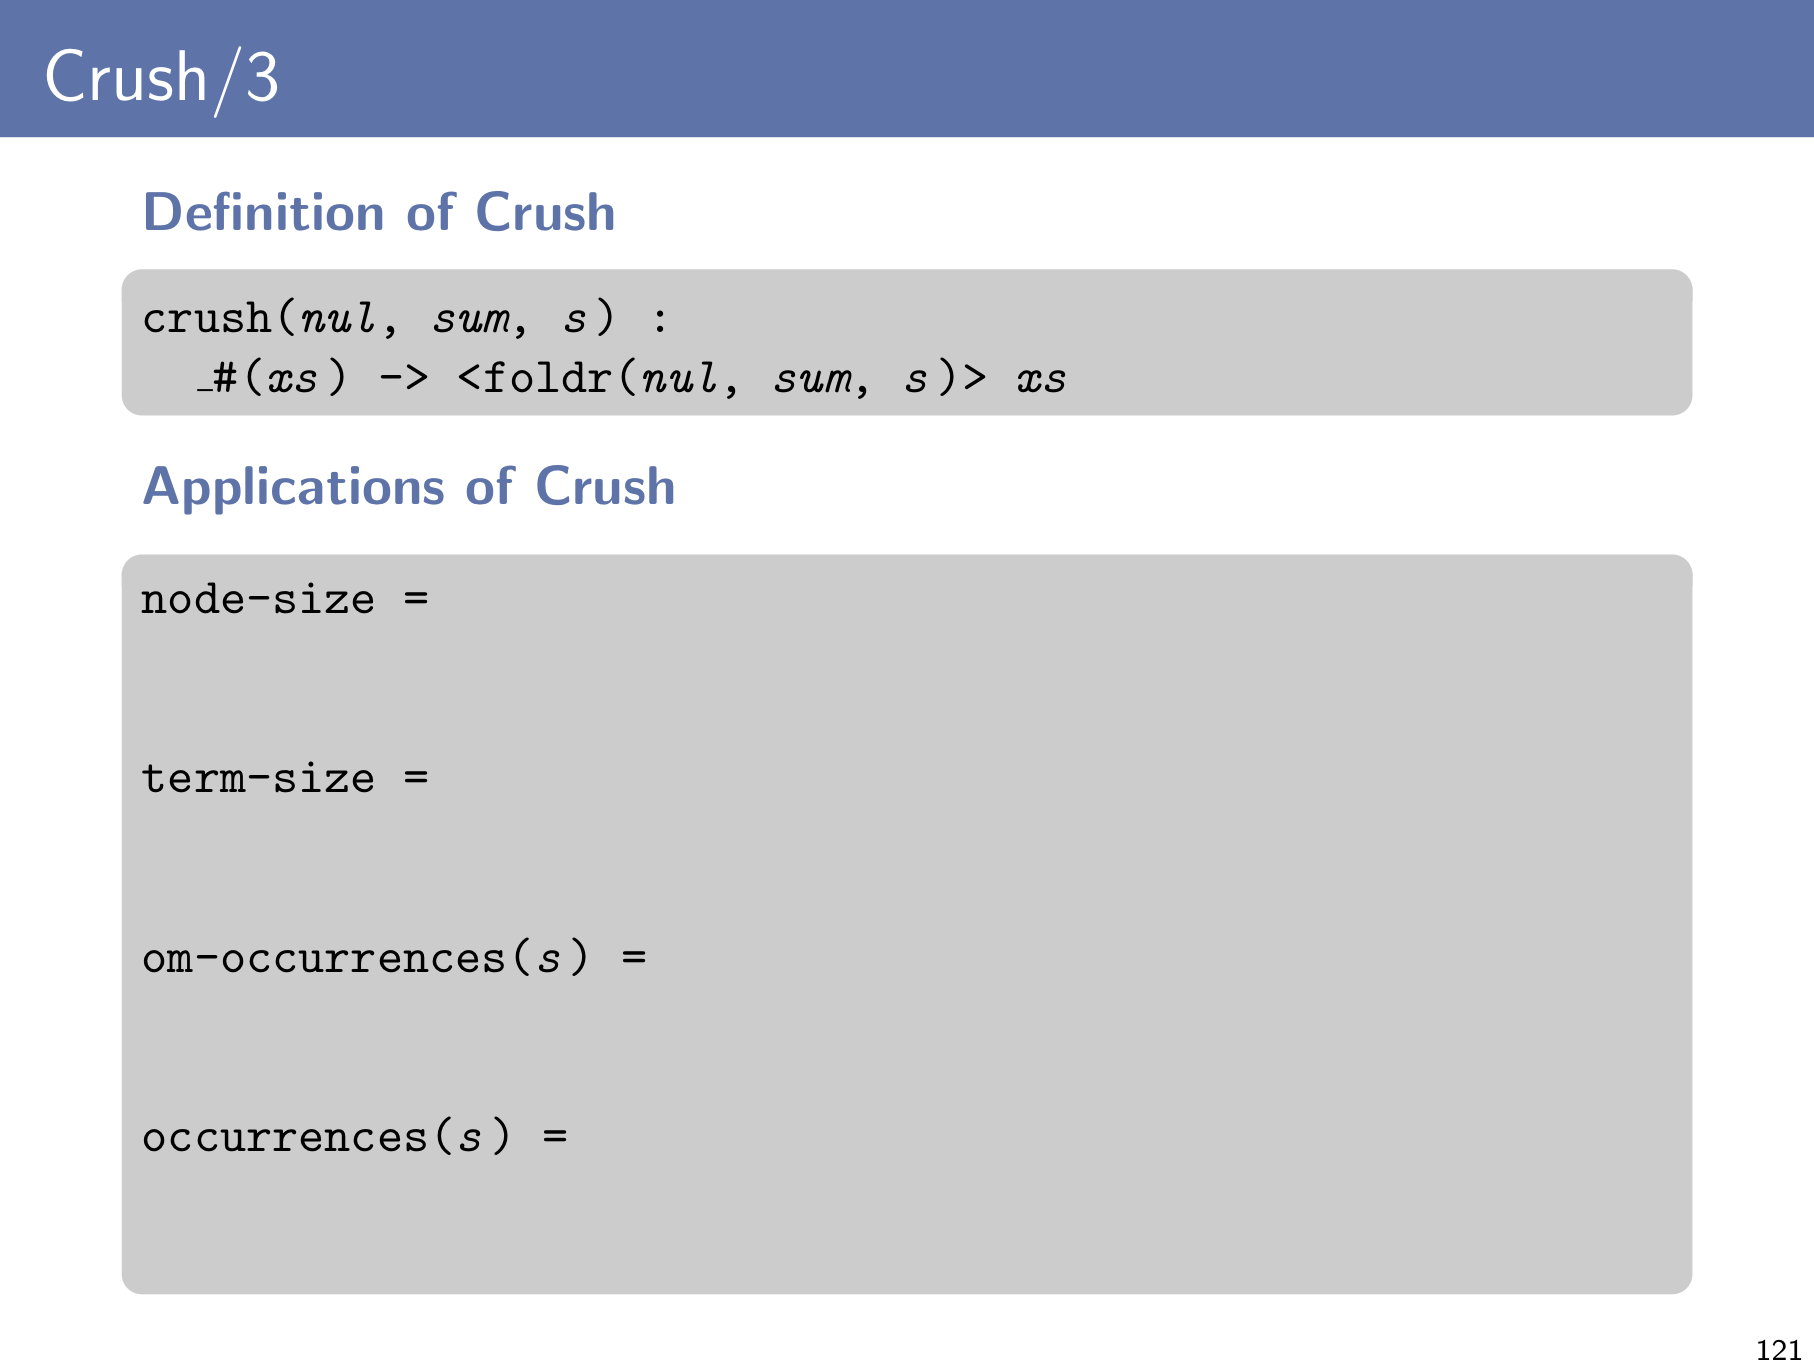 Crush/3
Definition of Crush
crush(nul, sum, s) :
  _#(xs) -> <foldr(nul, sum, s)> xs
Applications of Crush
node-size =
term-size =
om-occurrences(s) =
occurrences(s) =
121